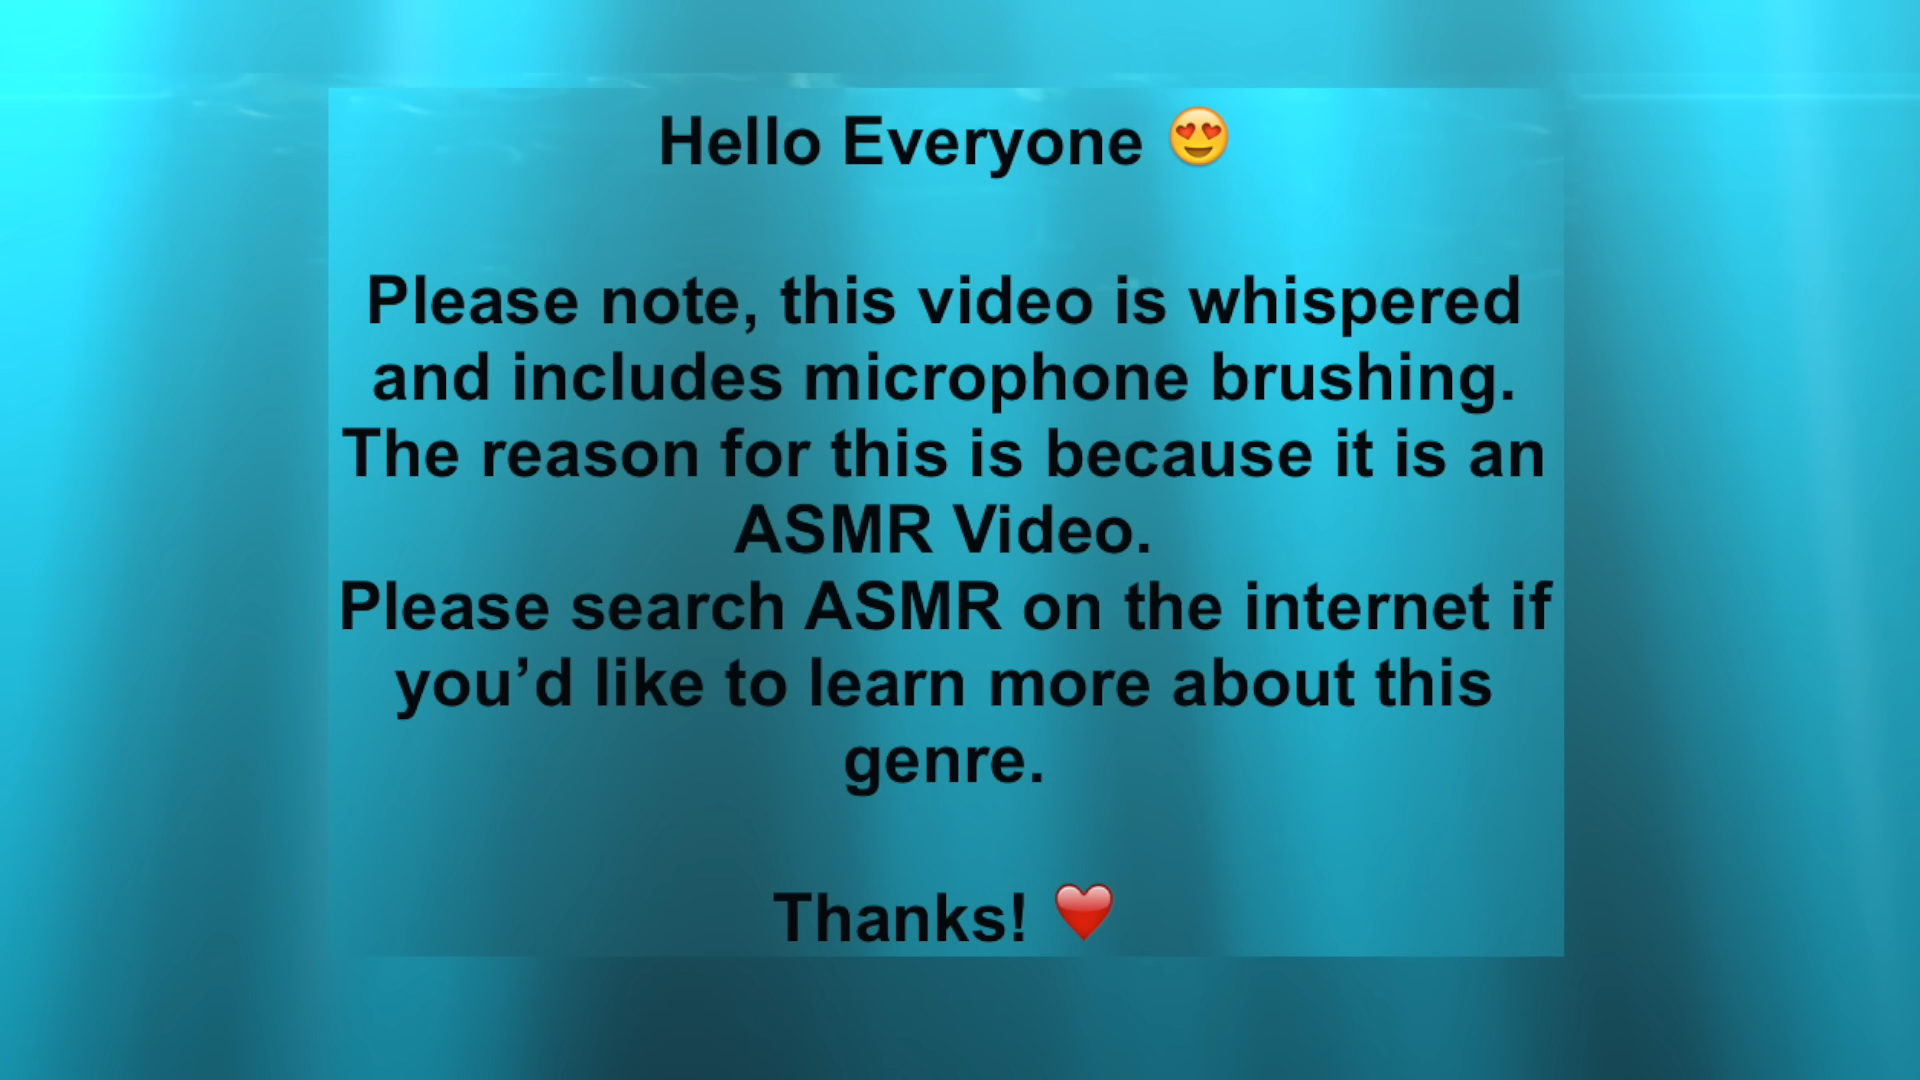 Hello Everyone 😍
Please note, this video is whispered
and includes microphone brushing.
The reason for this is because it is an
ASMR Video.
Please search ASMR on the internet if
you’d like to learn more about this
genre.
Thanks! ❤️